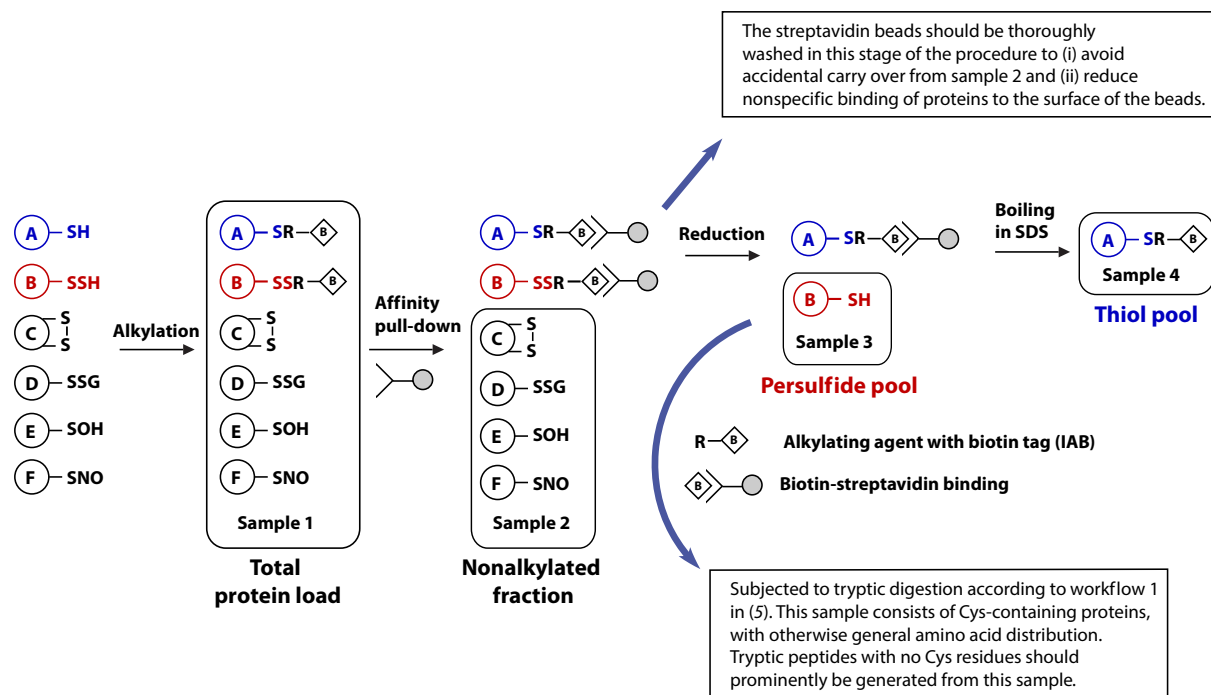 The streptavidin beads should be thoroughly
washed in this stage of the procedure to (i) avoid
accidental carry over from sample 2 and (ii) reduce
nonspecific binding of proteins to the surface of the beads.
A SH
B SSH
C S S
D SSG
E SOH
F SNO
Alkylation
A SR B
B SSR B
C S S
D SSG
E SOH
F SNO
Sample 1
Total
protein load
Affinity
pull-down
A SR B
B SSR B
C S S
D SSG
E SOH
F SNO
Sample 2
Nonalkylated
fraction
Reduction
A SR B
B SH
Sample 3
Persulfide pool
Boiling
in SDS
A SR B
Sample 4
Thiol pool
R B Alkylating agent with biotin tag (IAB)
B Biotin-streptavidin binding
Subjected to tryptic digestion according to workflow 1
in (5). This sample consists of Cys-containing proteins,
with otherwise general amino acid distribution.
Tryptic peptides with no Cys residues should
prominently be generated from this sample.